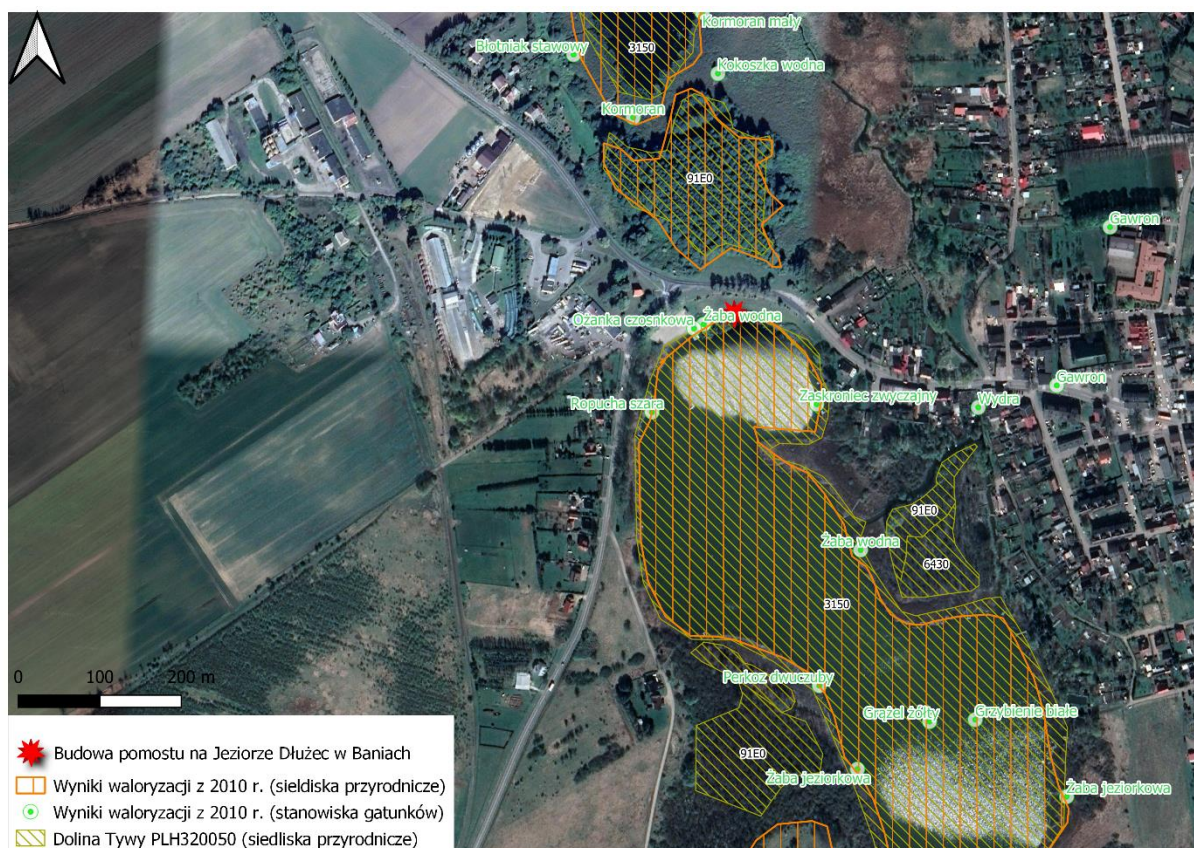 Kormoran mały
Błotniak stawowy
3150
Kokoszka wodna
Kormoran
91E0
Gawron
Ożanka czosnkowa
Żaba wodna
Ropucha szara
Zaskroniec zwyczajny
Wydra
Gawron
91E0
Żaba wodna
6430
3150
Perkoz dwuczuby
Grążel żółty
Grzybienie białe
91E0
Żaba jeziorkowa
Żaba jeziorkowa
0 100 200 m
Budowa pomostu na Jeziorze Dłużec w Baniach
Wyniki waloryzacji z 2010 r. (sieldiska przyrodnicze)
Wyniki waloryzacji z 2010 r. (stanowiska gatunków)
Dolina Tywy PLH320050 (siedliska przyrodnicze)